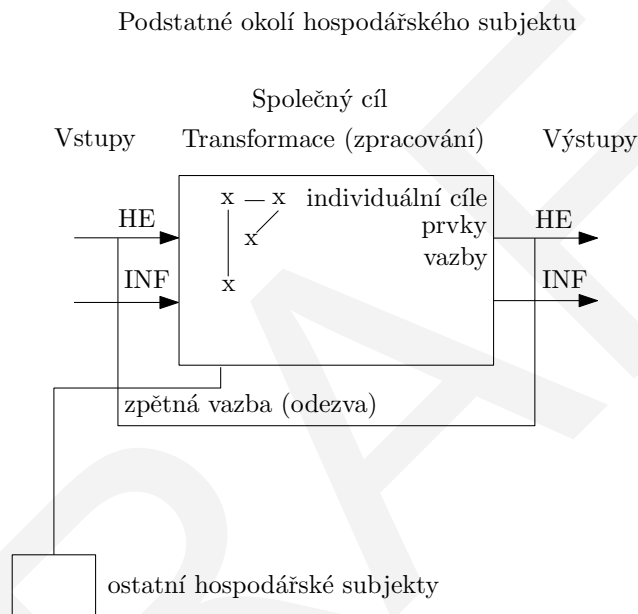 Podstatné okolí hospodářského subjektu
Společný cíl
Vstupy Transformace (zpracování) Výstupy
x – x individuální cíle
HE prvky HE
x vazby
INF x INF
zpětná vazba (odezva)
ostatní hospodářské subjekty